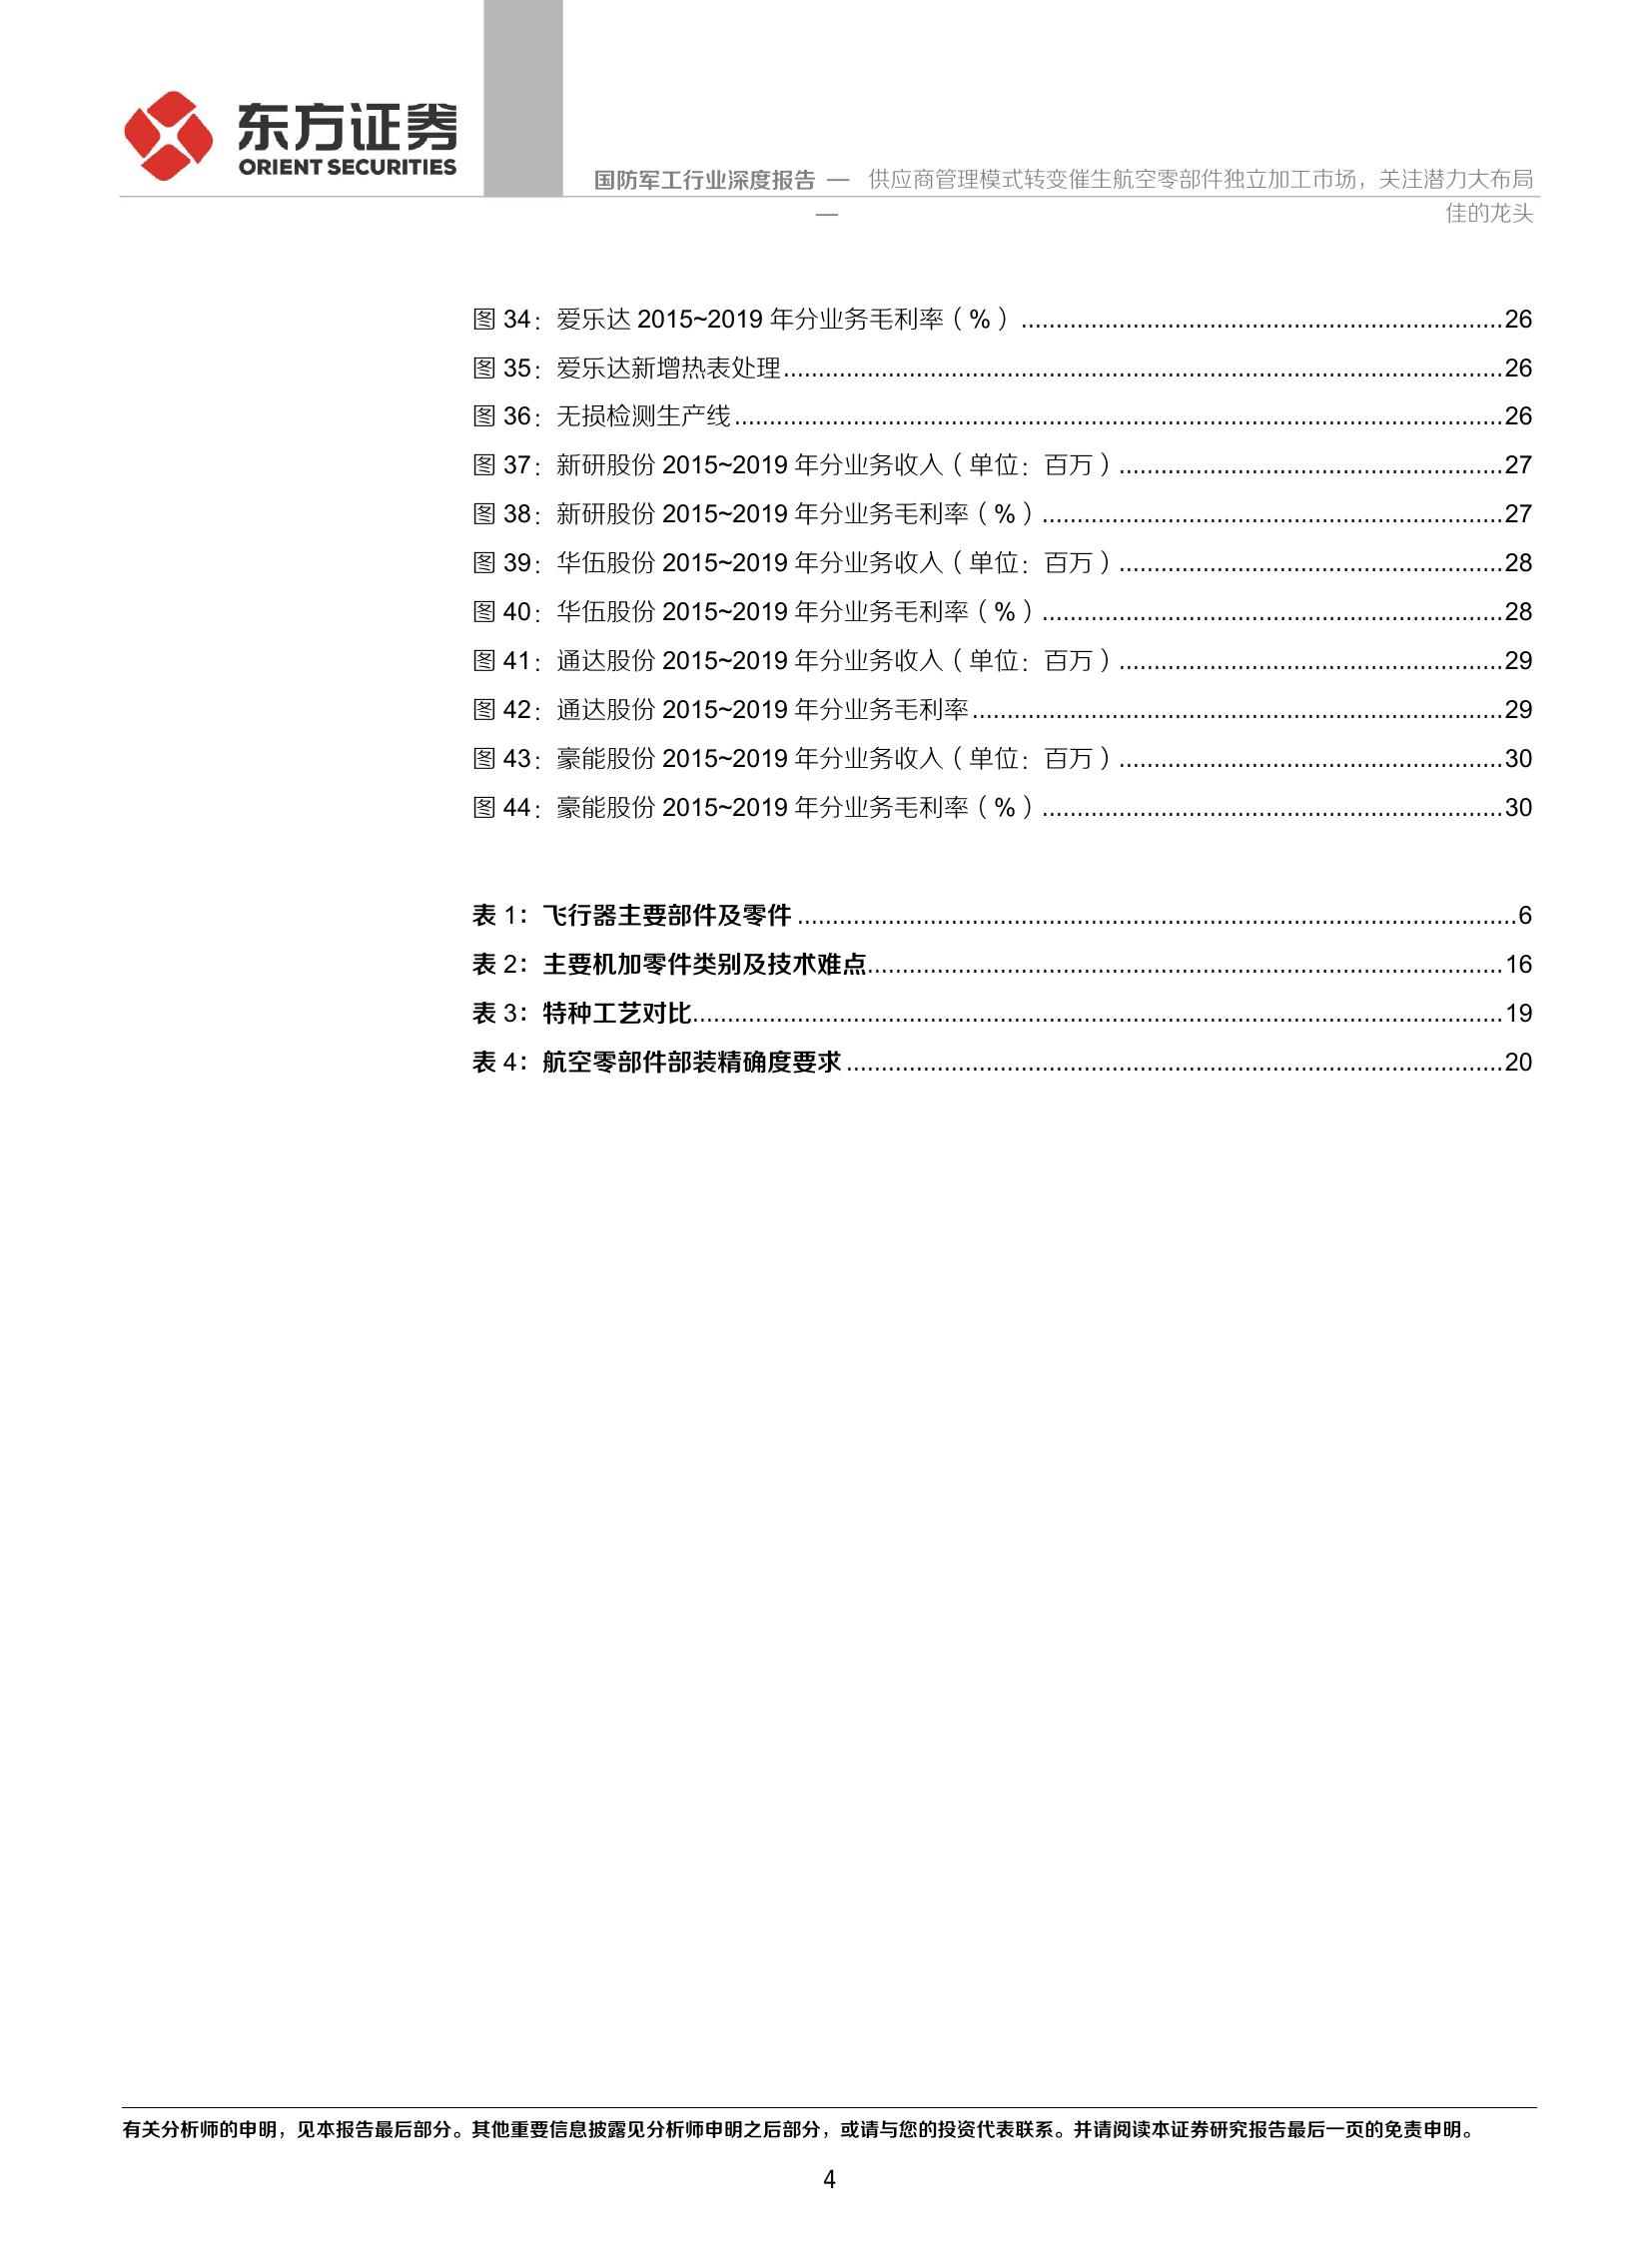 东方证券
ORIENT SECURITIES
国防军工行业深度报告 —— 供应商管理模式转变催生航空零部件独立加工市场，关注潜力大布局
佳的龙头
图 34：爱乐达 2015~2019 年分业务毛利率（%）........................................26
图 35：爱乐达新增热表处理........................................26
图 36：无损检测生产线........................................26
图 37：新研股份 2015~2019 年分业务收入（单位：百万）........................................27
图 38：新研股份 2015~2019 年分业务毛利率（%）........................................27
图 39：华伍股份 2015~2019 年分业务收入（单位：百万）........................................28
图 40：华伍股份 2015~2019 年分业务毛利率（%）........................................28
图 41：通达股份 2015~2019 年分业务收入（单位：百万）........................................29
图 42：通达股份 2015~2019 年分业务毛利率........................................29
图 43：豪能股份 2015~2019 年分业务收入（单位：百万）........................................30
图 44：豪能股份 2015~2019 年分业务毛利率（%）........................................30
表 1：飞行器主要部件及零件........................................6
表 2：主要机加零件类别及技术难点........................................16
表 3：特种工艺对比........................................19
表 4：航空零部件部装精确度要求........................................20
有关分析师的申明，见本报告最后部分。其他重要信息披露见分析师申明之后部分，或请与您的投资代表联系。并请阅读本证券研究报告最后一页的免责申明。
4